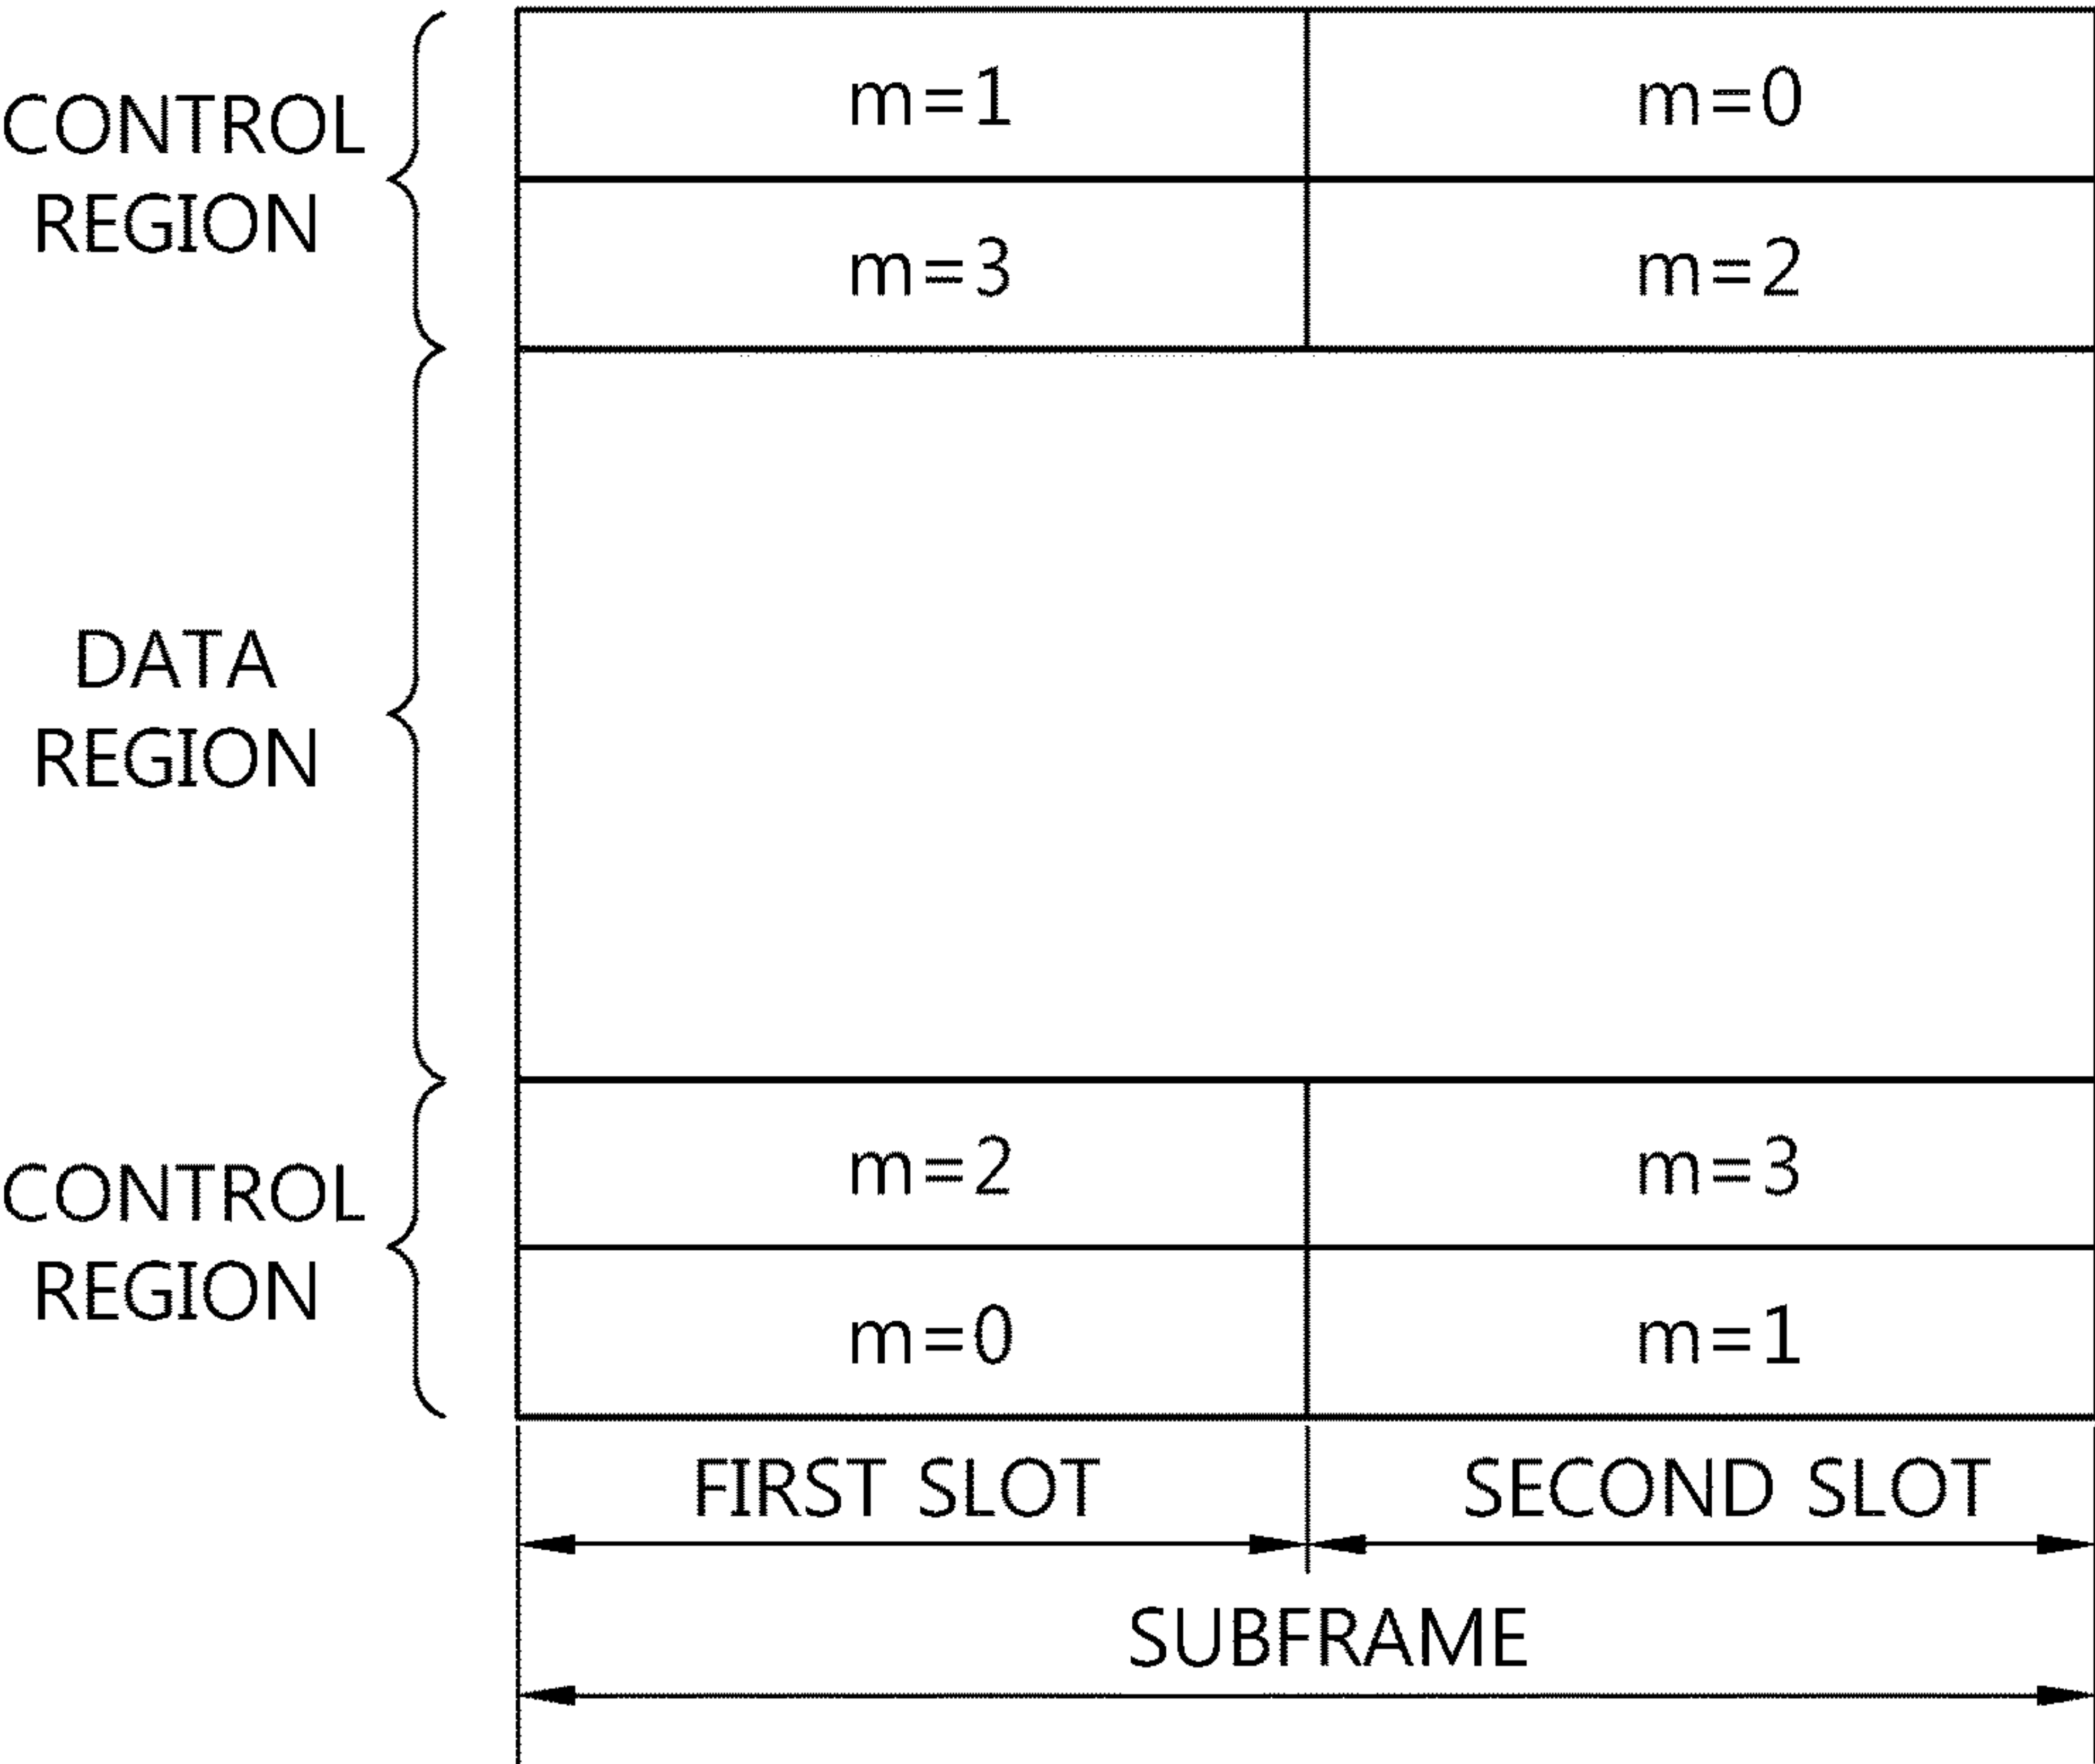 CONTROL
REGION
m=1 m=0
m=3 m=2
DATA
REGION
CONTROL
REGION
m=2 m=3
m=0 m=1
FIRST SLOT SECOND SLOT
SUBFRAME